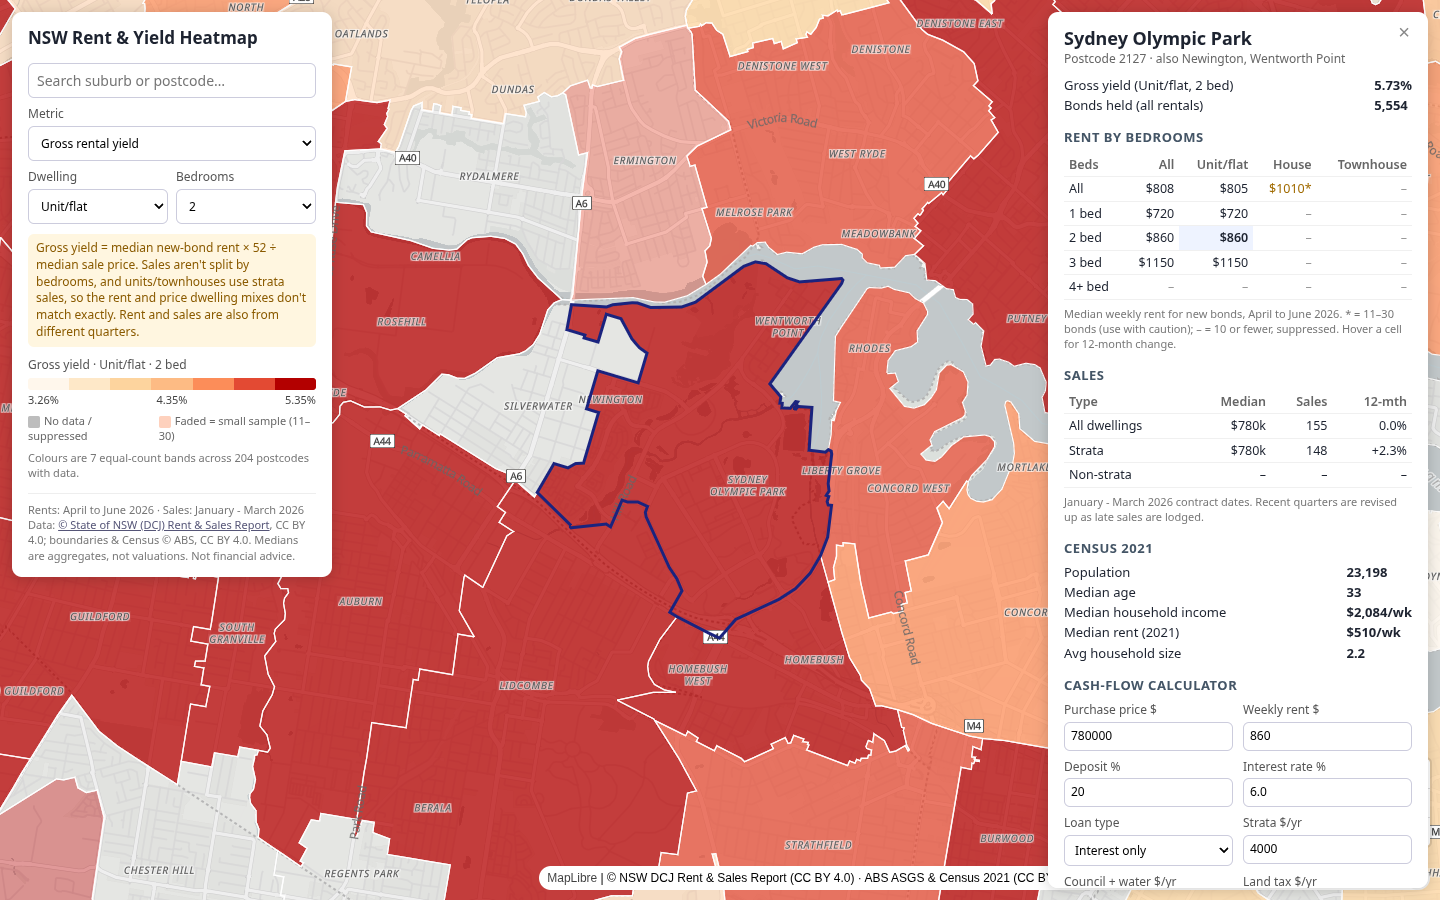 NSW Rent & Yield Heatmap
Search suburb or postcode...
Metric
Gross rental yield
Dwelling
Bedrooms
Unit/flat
2
Gross yield = median new-bond rent × 52 ÷
median sale price. Sales aren't split by
bedrooms, and units/townhouses use strata
sales, so the rent and price dwelling mixes don't
match exactly. Rent and sales are also from
different quarters.
Gross yield · Unit/flat · 2 bed
3.26% 4.35% 5.35%
No data /
suppressed
Faded = small sample (11–
30)
Colours are 7 equal-count bands across 204 postcodes
with data.
Rents: April to June 2026 · Sales: January - March 2026
Data: © State of NSW (DCJ) Rent & Sales Report, CC BY
4.0; boundaries & Census © ABS, CC BY 4.0. Medians
are aggregates, not valuations. Not financial advice.
NORTH
TELOPEA
DUNDAS VALLEY
OATLANDS
DENISTONE EAST
DENISTONE
DENISTONE WEST
DUNDAS
Victoria Road
A40
ERMINGTON
WEST RYDE
RYDALMERE
A40
A6
MELROSE PARK
MEADOWBANK
CAMELLIA
ROSEHILL
WENTWORTH
POINT
PUTNEY
RHODES
NEWINGTON
SILVERWATER
A44
A6
SYDNEY
OLYMPIC PARK
LIBERTY GROVE
CONCORD WEST
MORTLAKE
AUBURN
GUILDFORD
SOUTH
GRANVILLE
Concord Road
CONCOR
A44
HOMEBUSH
HOMEBUSH
WEST
LIDCOMBE
GUILDFORD
M4
BERALA
STRATHFIELD
BURWOOD
CHESTER HILL
REGENTS PARK
MapLibre | © NSW DCJ Rent & Sales Report (CC BY 4.0) · ABS ASGS & Census 2021 (CC BY
Sydney Olympic Park
×
Postcode 2127 · also Newington, Wentworth Point
Gross yield (Unit/flat, 2 bed) 5.73%
Bonds held (all rentals) 5,554
RENT BY BEDROOMS
Beds All Unit/flat House Townhouse
All $808 $805 $1010* –
1 bed $720 $720 – –
2 bed $860 $860 – –
3 bed $1150 $1150 – –
4+ bed – – – –
Median weekly rent for new bonds, April to June 2026. * = 11–30
bonds (use with caution); – = 10 or fewer, suppressed. Hover a cell
for 12-month change.
SALES
Type Median Sales 12-mth
All dwellings $780k 155 0.0%
Strata $780k 148 +2.3%
Non-strata – – –
January - March 2026 contract dates. Recent quarters are revised
up as late sales are lodged.
CENSUS 2021
Population 23,198
Median age 33
Median household income $2,084/wk
Median rent (2021) $510/wk
Avg household size 2.2
CASH-FLOW CALCULATOR
Purchase price $ Weekly rent $
780000 860
Deposit % Interest rate %
20 6.0
Loan type Strata $/yr
Interest only 4000
Council + water $/yr Land tax $/yr